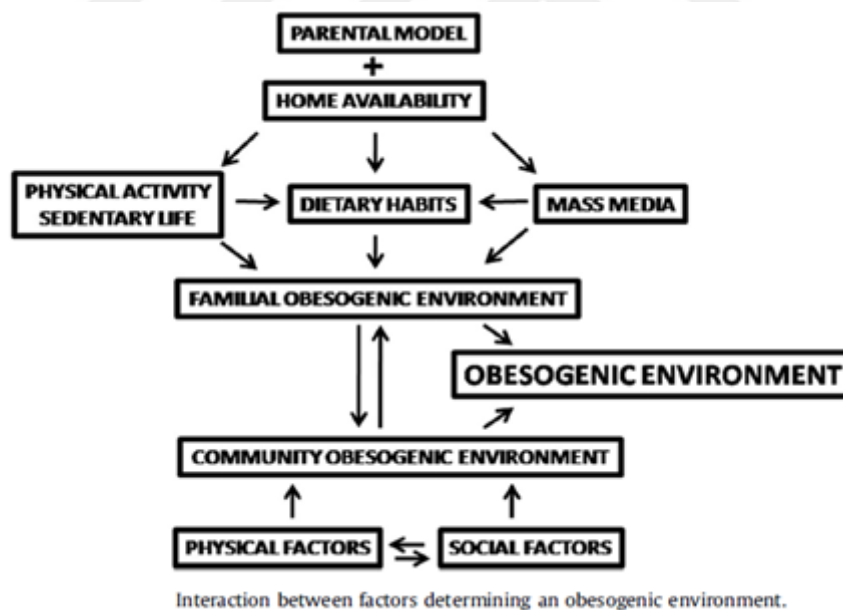 PARENTAL MODEL
+
HOME AVAILABILITY
PHYSICAL ACTIVITY
SEDENTARY LIFE
DIETARY HABITS
MASS MEDIA
FAMILIAL OBESOGENIC ENVIRONMENT
OBESOGENIC ENVIRONMENT
COMMUNITY OBESOGENIC ENVIRONMENT
PHYSICAL FACTORS
SOCIAL FACTORS
Interaction between factors determining an obesogenic environment.